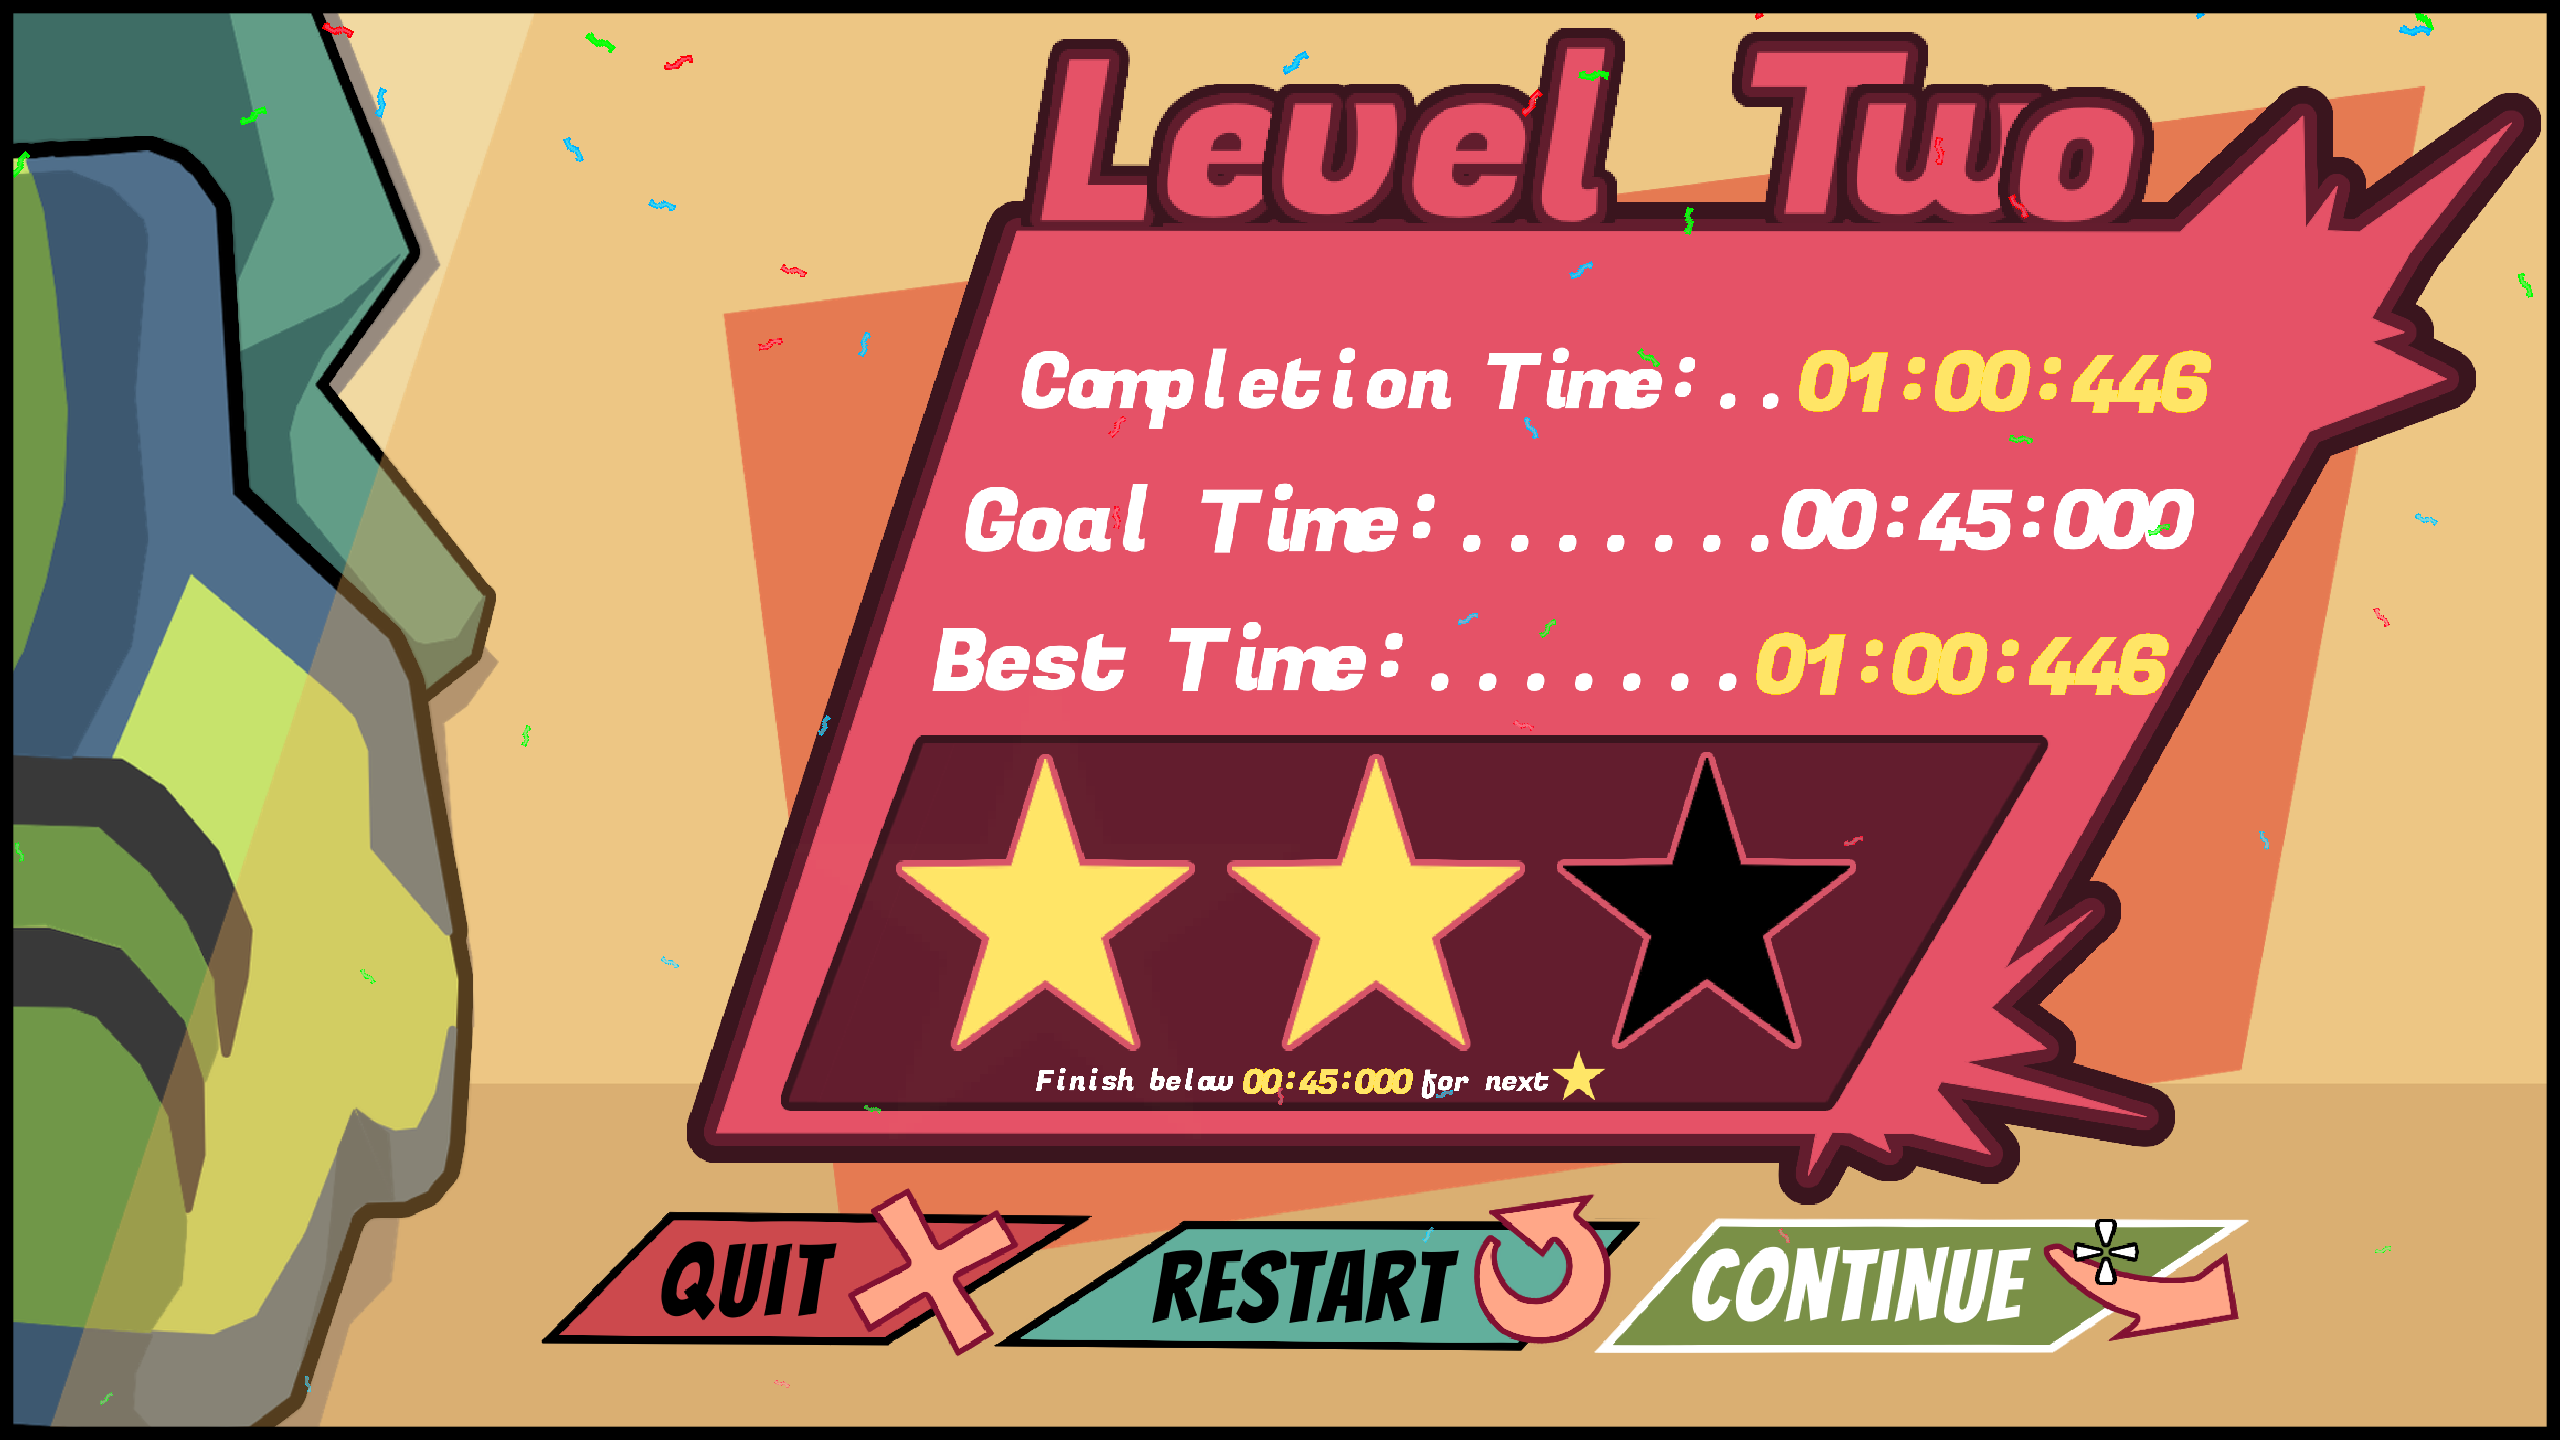 Level Two
Completion Time:..01:00:446
Goal Time:.......00:45:000
Best Time:.......01:00:446
Finish below 00:45:000 for next
QUIT
RESTART
CONTINUE